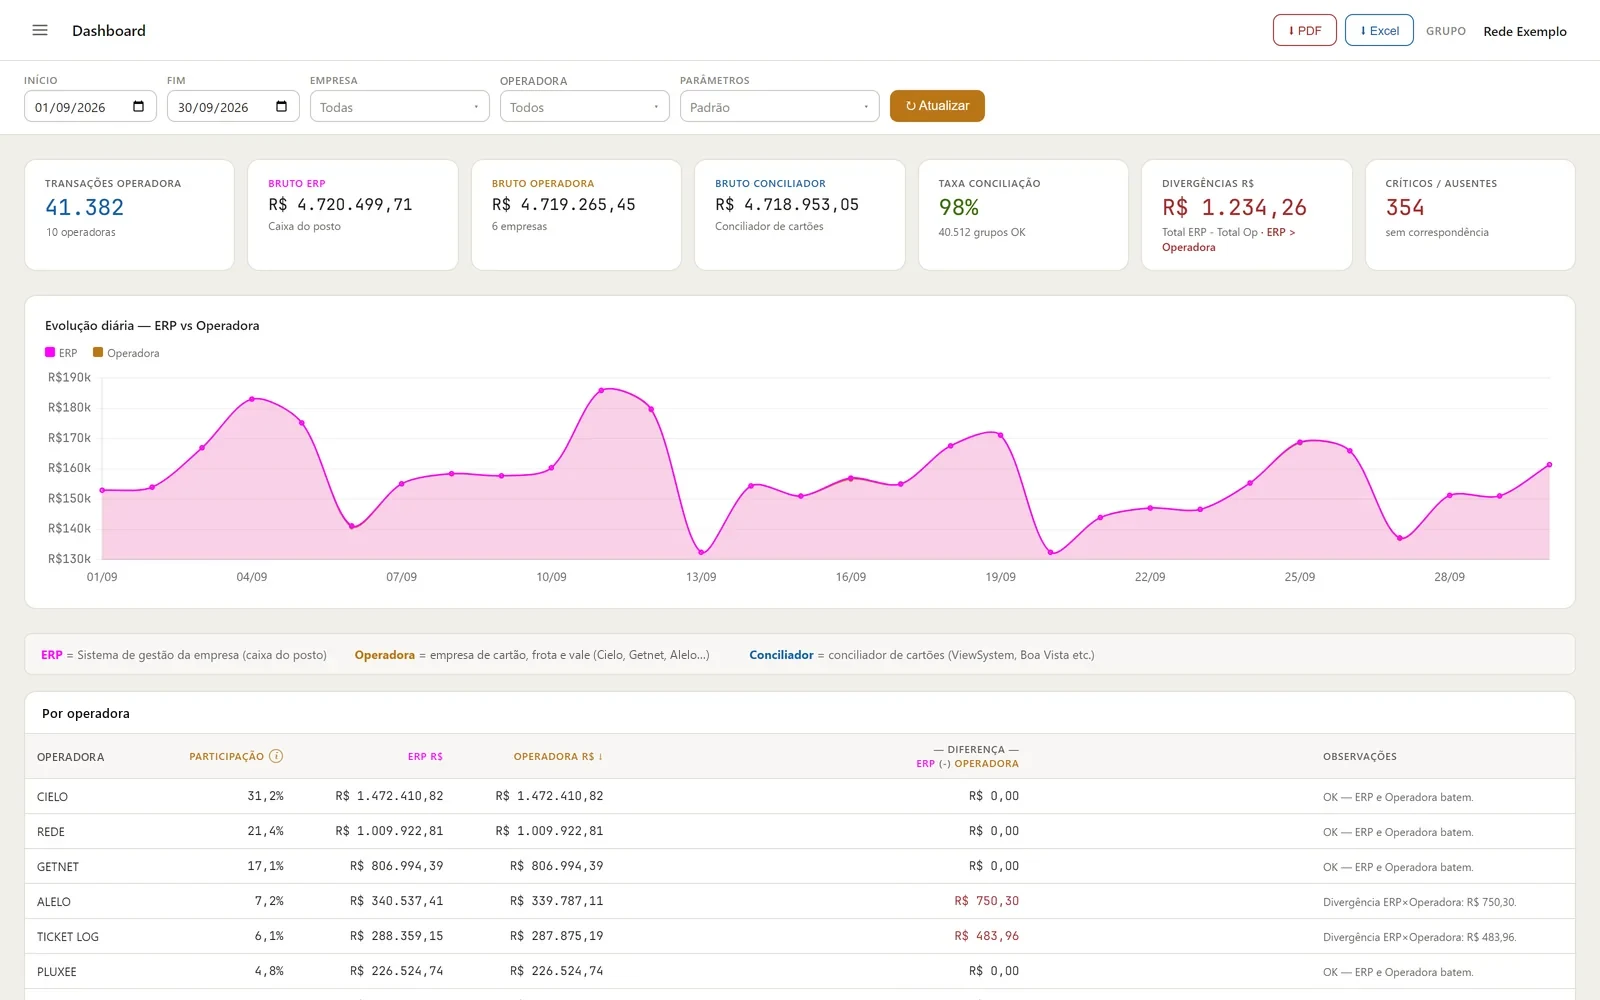 Dashboard
⬇ PDF
⬇ Excel
GRUPO
Rede Exemplo
INÍCIO
FIM
EMPRESA
OPERADORA
PARÂMETROS
01/09/2026
30/09/2026
Todas
Todos
Padrão
↻ Atualizar
TRANSAÇÕES OPERADORA
41.382
10 operadoras
BRUTO ERP
R$ 4.720.499,71
Caixa do posto
BRUTO OPERADORA
R$ 4.719.265,45
6 empresas
BRUTO CONCILIADOR
R$ 4.718.953,05
Conciliador de cartões
TAXA CONCILIAÇÃO
98%
40.512 grupos OK
DIVERGÊNCIAS R$
R$ 1.234,26
Total ERP - Total Op · ERP >
Operadora
CRÍTICOS / AUSENTES
354
sem correspondência
Evolução diária — ERP vs Operadora
ERP
Operadora
R$190k
R$180k
R$170k
R$160k
R$150k
R$140k
R$130k
01/09 04/09 07/09 10/09 13/09 16/09 19/09 22/09 25/09 28/09
ERP = Sistema de gestão da empresa (caixa do posto) Operadora = empresa de cartão, frota e vale (Cielo, Getnet, Alelo...) Conciliador = conciliador de cartões (ViewSystem, Boa Vista etc.)
Por operadora
OPERADORA PARTICIPAÇÃO i ERP R$ OPERADORA R$ ↓ — DIFERENÇA — OBSERVAÇÕES
ERP (-) OPERADORA
CIELO 31,2% R$ 1.472.410,82 R$ 1.472.410,82 R$ 0,00 OK — ERP e Operadora batem.
REDE 21,4% R$ 1.009.922,81 R$ 1.009.922,81 R$ 0,00 OK — ERP e Operadora batem.
GETNET 17,1% R$ 806.994,39 R$ 806.994,39 R$ 0,00 OK — ERP e Operadora batem.
ALELO 7,2% R$ 340.537,41 R$ 339.787,11 R$ 750,30 Divergência ERP×Operadora: R$ 750,30.
TICKET LOG 6,1% R$ 288.359,15 R$ 287.875,19 R$ 483,96 Divergência ERP×Operadora: R$ 483,96.
PLUXEE 4,8% R$ 226.524,74 R$ 226.524,74 R$ 0,00 OK — ERP e Operadora batem.